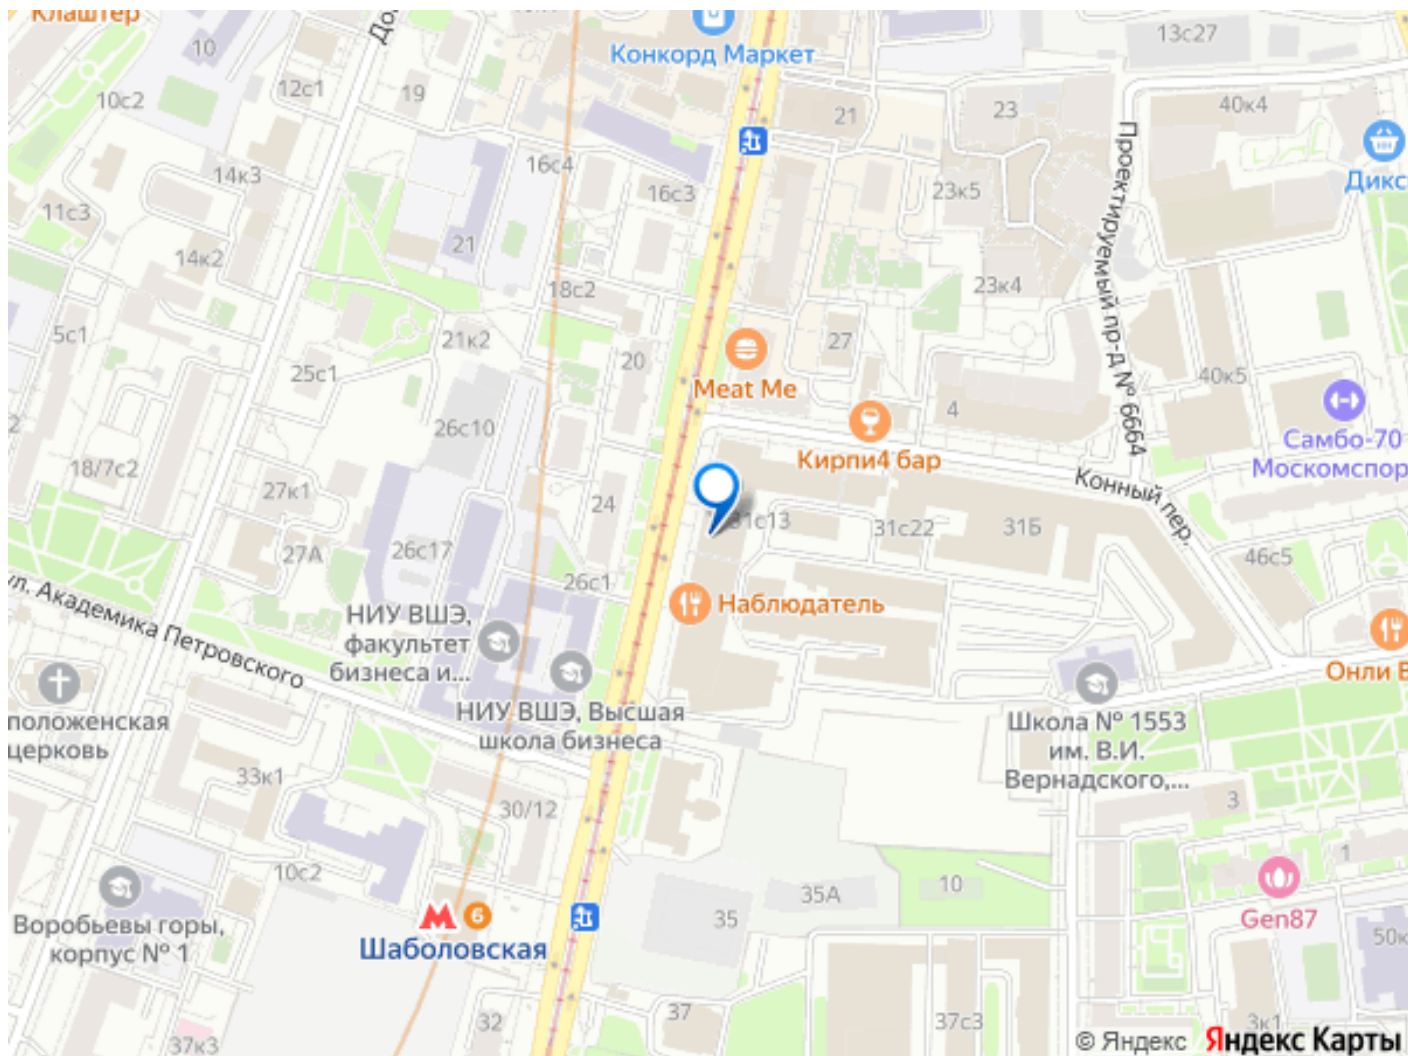 Клаштер
Конкорд Маркет
13с27
10
12с1
19
10с2
21
23
40к4
Проектируемый пр-д № 6664
16с4
16с3
14к3
11с3
23к5
Дикс
21
14к2
18с2
23к4
5с1
21к2
20
27
25с1
Meat Me
40к5
4
26с10
Кирпи4 бар
Самбо-70
Москомспор
18/7с2
27к1
24
Конный пер.
31с13
31с22
31Б
27А
26с17
46с5
26с1
ул. Академика Петровского
НИУ ВШЭ,
факультет
бизнеса и...
Наблюдатель
Онли В
НИУ ВШЭ, Высшая
школа бизнеса
положенская
церковь
Школа № 1553
им. В.И.
Вернадского,...
33к1
30/12
3
1
10с2
35А
10
35
Gen87
Воробьевы горы,
корпус № 1
6
Шаболовская
50к
37
32
37с3
3к1
37к3
© Яндекс Яндекс Карты